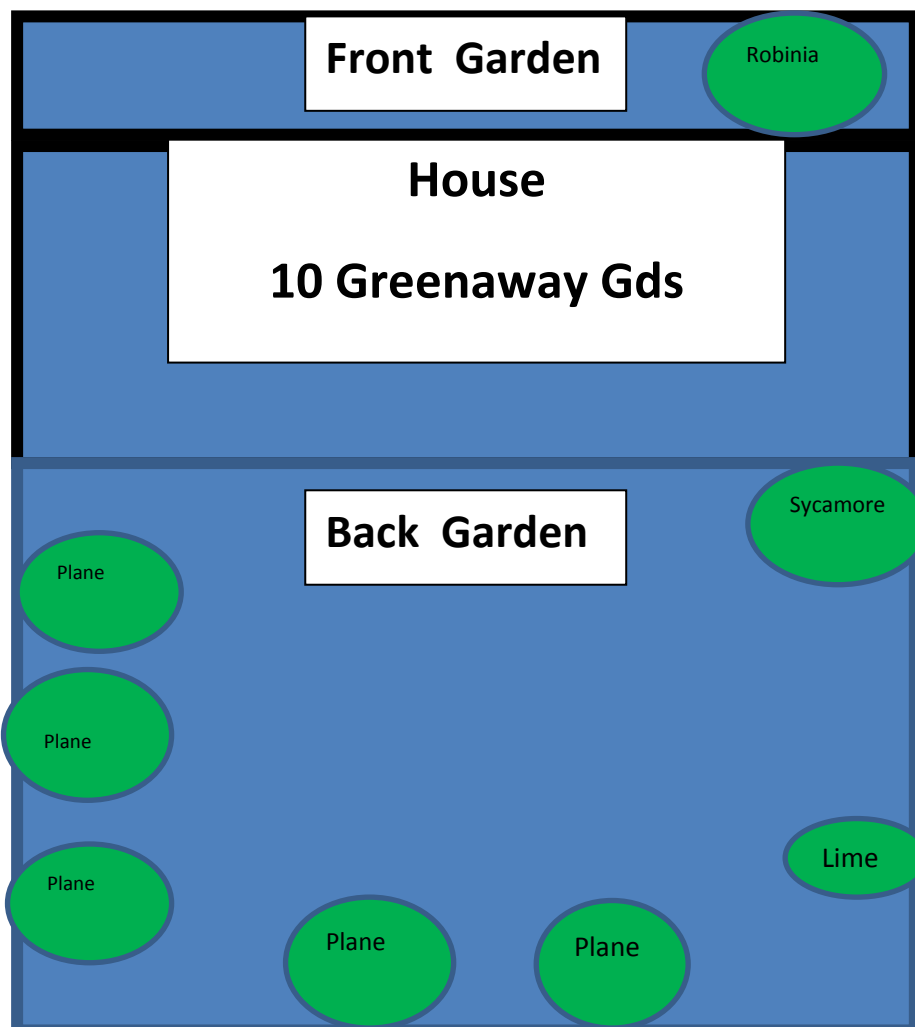 Front Garden
Robinia
House
10 Greenaway Gds
Back Garden
Sycamore
Plane
Plane
Lime
Plane
Plane
Plane